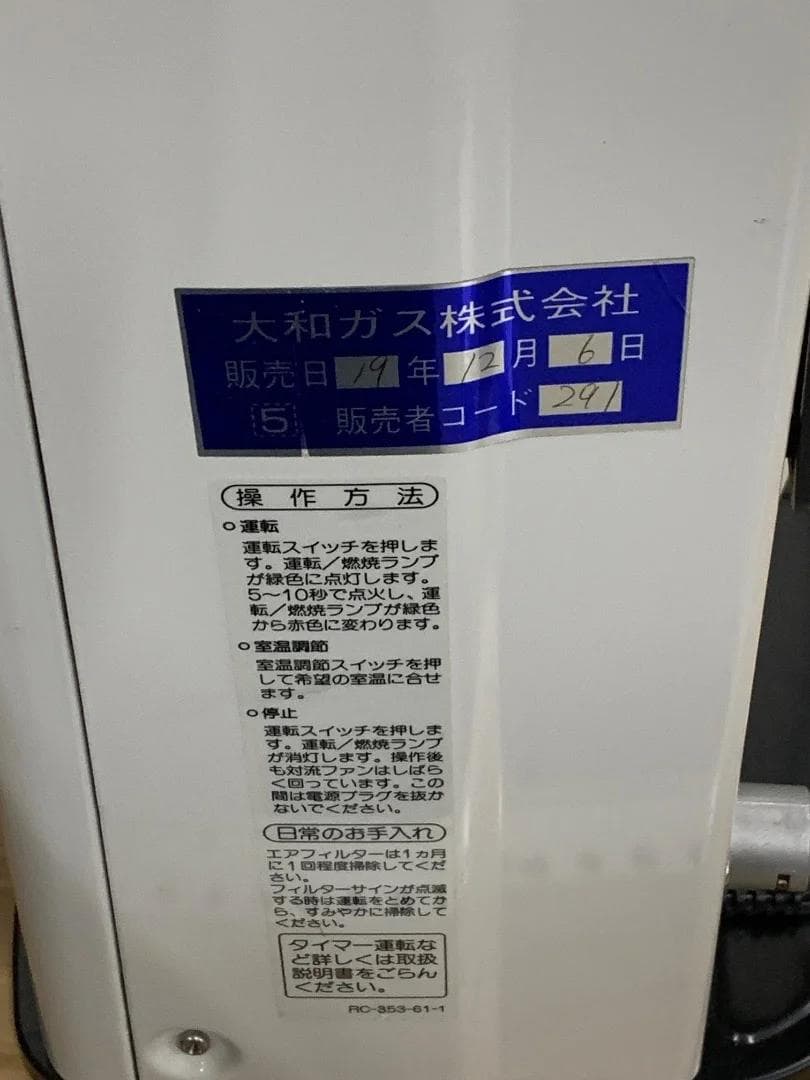 大和ガス株式会社
販売日 19 年 12 月 6 日
5 販売者コード 291
操作方法
○運転
運転スイッチを押しま
す。運転／燃焼ランプ
が緑色に点灯します。
5〜10秒で点火し、運
転／燃焼ランプが緑色
から赤色に変わります。
○室温調節
室温調節スイッチを押
して希望の室温に合せ
ます。
○停止
運転スイッチを押しま
す。運転／燃焼ランプ
が消灯します。操作後
も対流ファンはしばら
く回っています。この
間は電源プラグを抜か
ないでください。
日常のお手入れ
エアフィルターは1ヵ月
に1回程度掃除してくだ
さい。
フィルターサインが点滅
する時は運転をとめてか
ら、すみやかに掃除して
ください。
タイマー運転な
ど詳しくは取扱
説明書をごらん
ください。
RC-353-61-1